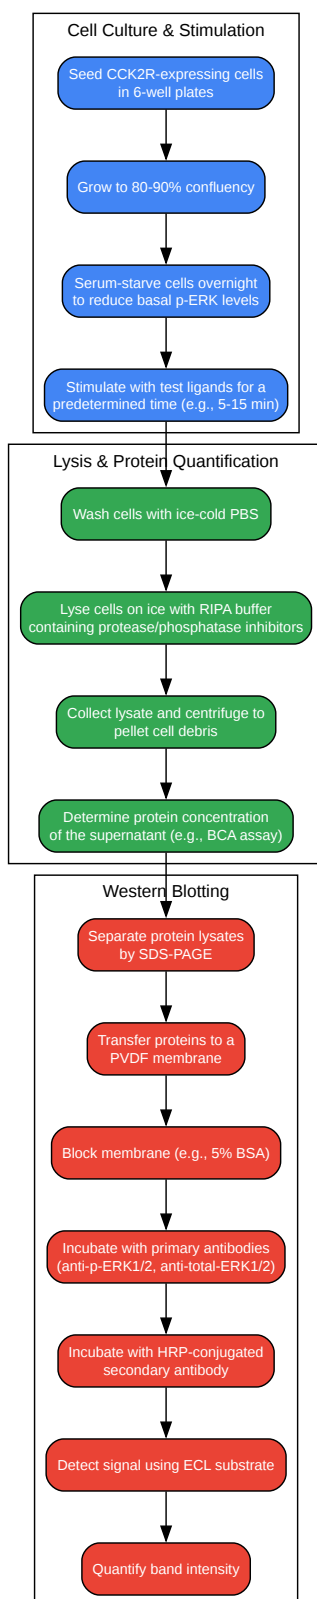 Cell Culture & Stimulation
Seed CCK2R-expressing cells
in 6-well plates
Grow to 80-90% confluency
Serum-starve cells overnight
to reduce basal p-ERK levels
Stimulate with test ligands for a
predetermined time (e.g., 5-15 min)
Lysis & Protein Quantification
Wash cells with ice-cold PBS
Lyse cells on ice with RIPA buffer
containing protease/phosphatase inhibitors
Collect lysate and centrifuge to
pellet cell debris
Determine protein concentration
of the supernatant (e.g., BCA assay)
Western Blotting
Separate protein lysates
by SDS-PAGE
Transfer proteins to a
PVDF membrane
Block membrane (e.g., 5% BSA)
Incubate with primary antibodies
(anti-p-ERK1/2, anti-total-ERK1/2)
Incubate with HRP-conjugated
secondary antibody
Detect signal using ECL substrate
Quantify band intensity